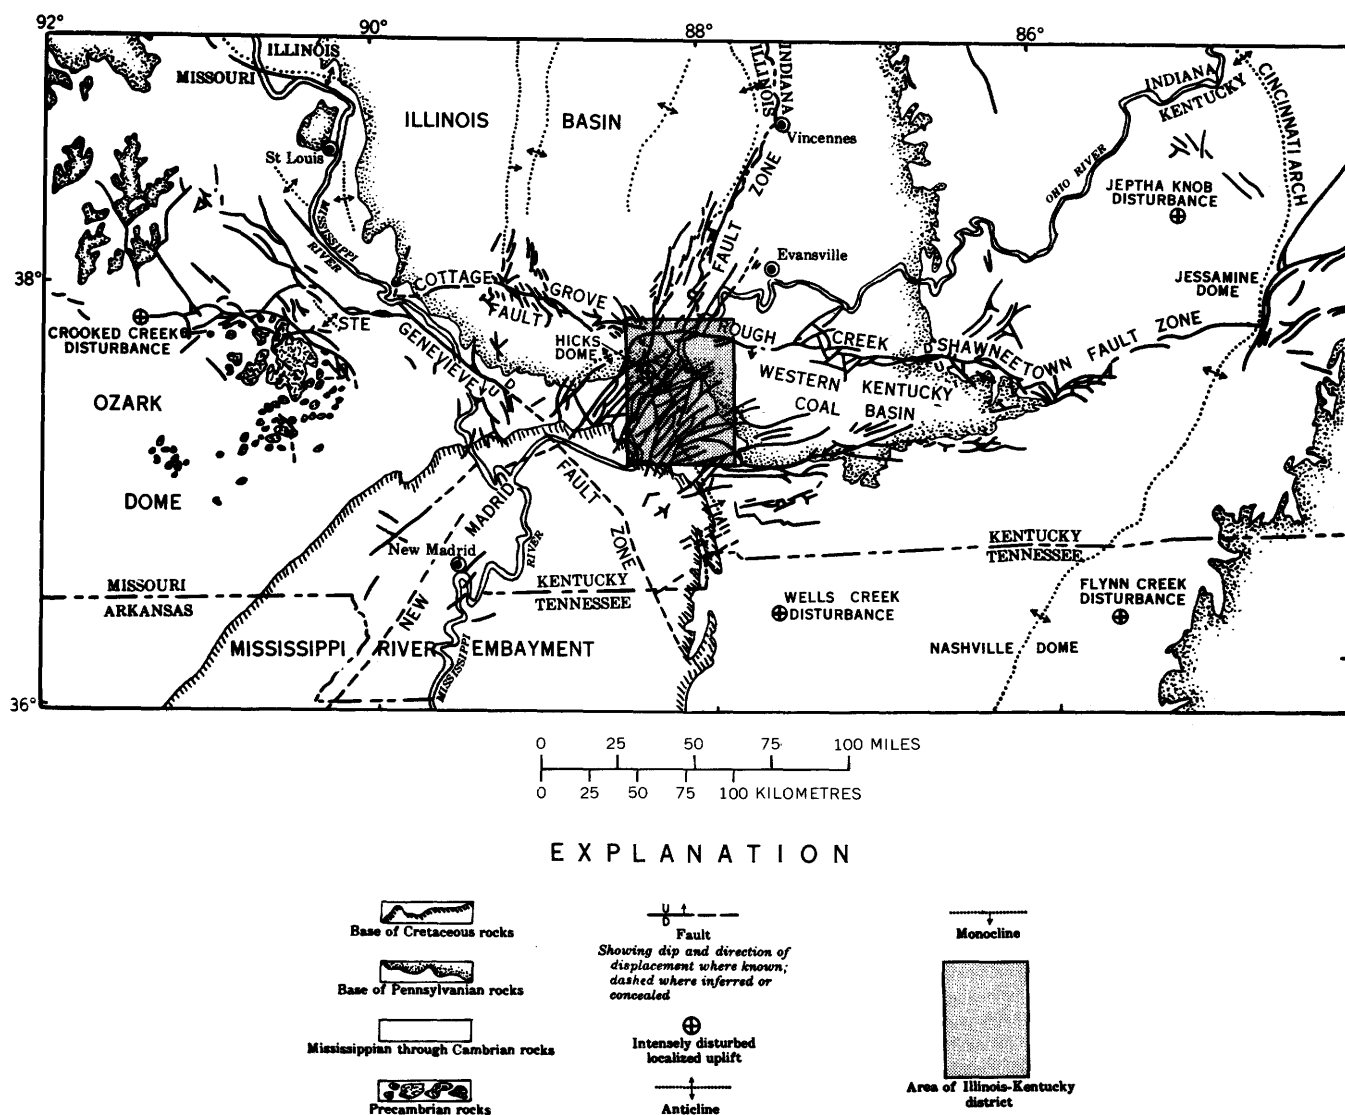 92°
90°
88°
86°
ILLINOIS
MISSOURI
ILLINOIS BASIN
ILLINOIS
INDIANA
Vincennes
INDIANA
KENTUCKY
CINCINNATI ARCH
St Louis
OHIO RIVER
JEPTHA KNOB
DISTURBANCE
MISSISSIPPI
RIVER
FAULT ZONE
Evansville
38°
COTTAGE GROVE
FAULT
JESSAMINE
DOME
CROOKED CREEK
DISTURBANCE
STE GENEVIEVE
U
D
HICKS
DOME
ROUGH CREEK
D
U
SHAWNEETOWN FAULT ZONE
WESTERN KENTUCKY
COAL BASIN
OZARK
DOME
FAULT
ZONE
NEW MADRID
New Madrid
RIVER
KENTUCKY
TENNESSEE
MISSOURI
ARKANSAS
KENTUCKY
TENNESSEE
WELLS CREEK
DISTURBANCE
FLYNN CREEK
DISTURBANCE
MISSISSIPPI RIVER EMBAYMENT
MISSISSIPPI
NASHVILLE DOME
36°
0 25 50 75 100 MILES
0 25 50 75 100 KILOMETRES
EXPLANATION
Base of Cretaceous rocks
Base of Pennsylvanian rocks
Mississippian through Cambrian rocks
Precambrian rocks
U
D
Fault
Showing dip and direction of
displacement where known;
dashed where inferred or
concealed
Intensely disturbed
localized uplift
Anticline
Monocline
Area of Illinois-Kentucky
district